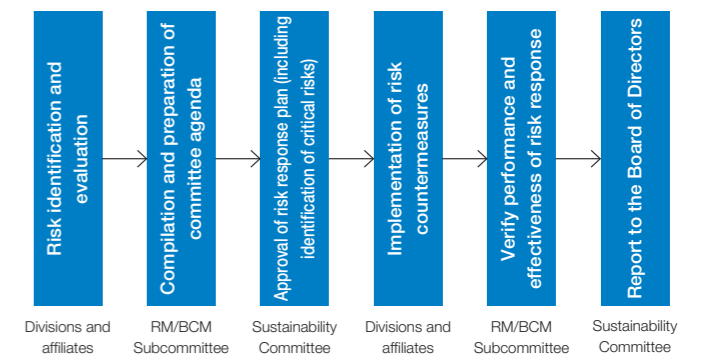 Risk identification and
evaluation
Compilation and preparation of
committee agenda
Approval of risk response plan (including
identification of critical risks)
Implementation of risk
countermeasures
Verify performance and
effectiveness of risk response
Report to the Board of Directors
Divisions and
affiliates
RM/BCM
Subcommittee
Sustainability
Committee
Divisions and
affiliates
RM/BCM
Subcommittee
Sustainability
Committee